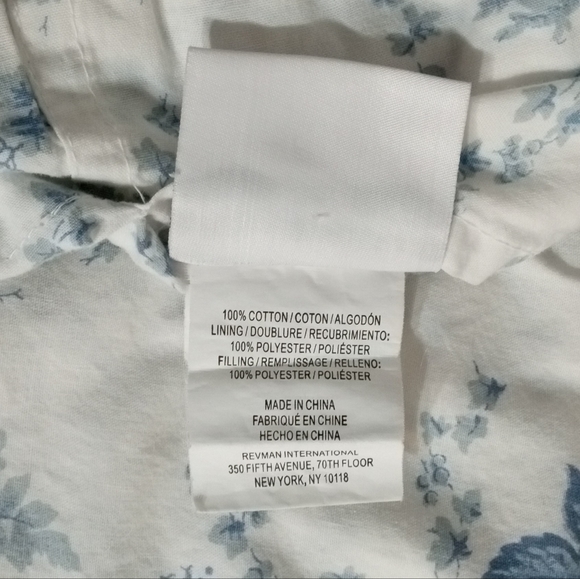 100% COTTON/COTON/ALGODÓN
LINING/DOUBLURE/RECUBRIMIENTO:
100% POLYESTER/POLIÉSTER
FILLING/REMPLISSAGE/RELLENO:
100% POLYESTER/POLIÉSTER
MADE IN CHINA
FABRIQUÉ EN CHINE
HECHO EN CHINA
REVMAN INTERNATIONAL
350 FIFTH AVENUE, 70TH FLOOR
NEW YORK, NY 10118